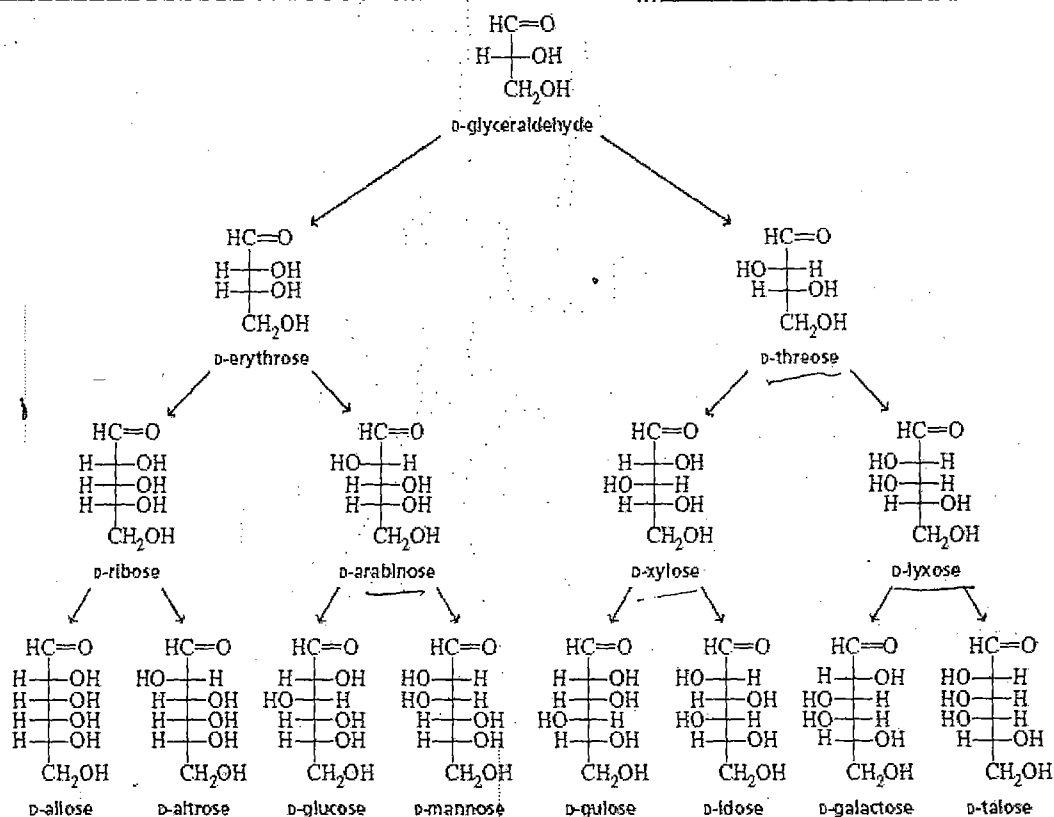 HC=O
H—OH
CH₂OH
D-glyceraldehyde
HC=O
H—OH
H—OH
CH₂OH
D-erythrose
HC=O
HO—H
H—OH
CH₂OH
D-threose
HC=O
H—OH
H—OH
H—OH
CH₂OH
D-ribose
HC=O
HO—H
H—OH
H—OH
CH₂OH
D-arabinose
HC=O
H—OH
HO—H
H—OH
CH₂OH
D-xylose
HC=O
HO—H
HO—H
H—OH
CH₂OH
D-lyxose
HC=O
H—OH
H—OH
H—OH
H—OH
CH₂OH
D-allose
HC=O
HO—H
H—OH
H—OH
H—OH
CH₂OH
D-altrose
HC=O
H—OH
HO—H
H—OH
H—OH
CH₂OH
D-glucose
HC=O
HO—H
HO—H
H—OH
H—OH
CH₂OH
D-mannose
HC=O
H—OH
H—OH
HO—H
H—OH
CH₂OH
D-gulose
HC=O
HO—H
H—OH
HO—H
H—OH
CH₂OH
D-idose
HC=O
H—OH
HO—H
HO—H
H—OH
CH₂OH
D-galactose
HC=O
HO—H
HO—H
HO—H
H—OH
CH₂OH
D-talose